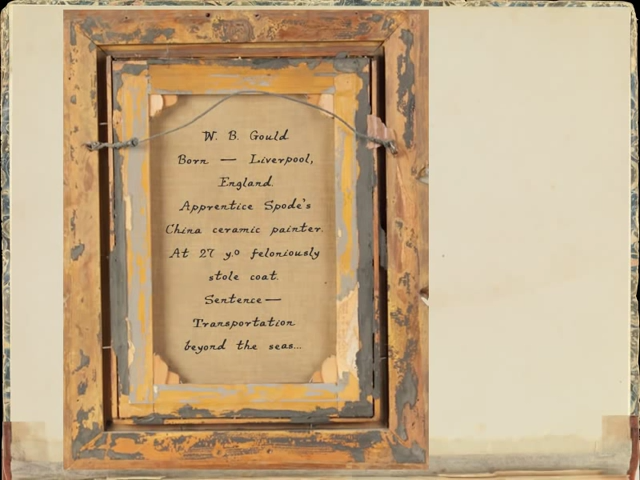 W. B. Gould
Born — Liverpool,
England.
Apprentice Spode's
China ceramic painter.
At 27 y.o feloniously
stole coat.
Sentence—
Transportation
beyond the seas...